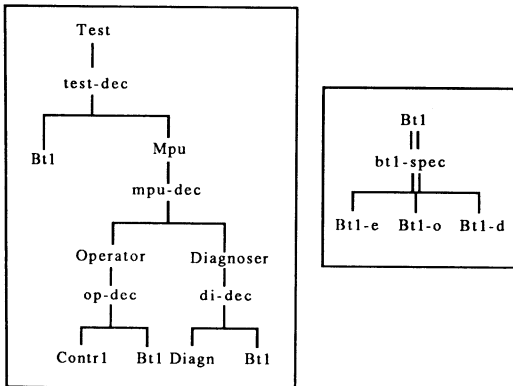 Test
test-dec
Bt1
Mpu
mpu-dec
Operator Diagnoser
op-dec di-dec
Contr1 Bt1 Diagn Bt1
Bt1
bt1-spec
Bt1-e Bt1-o Bt1-d